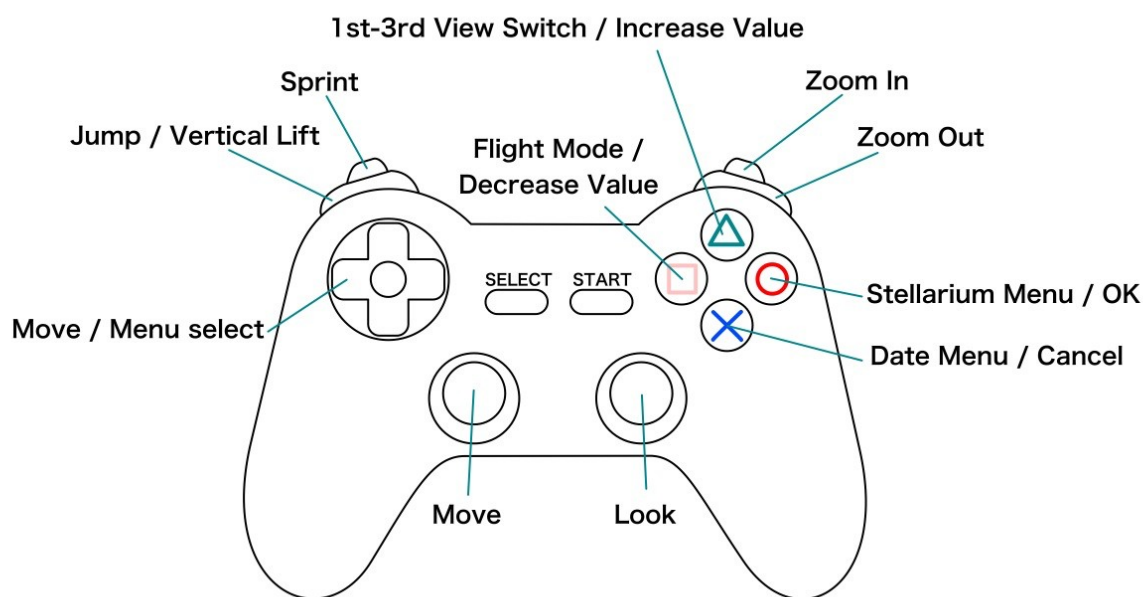 1st-3rd View Switch / Increase Value
Sprint
Zoom In
Jump / Vertical Lift
Zoom Out
Flight Mode /
Decrease Value
SELECT
START
Stellarium Menu / OK
Move / Menu select
Date Menu / Cancel
Move
Look